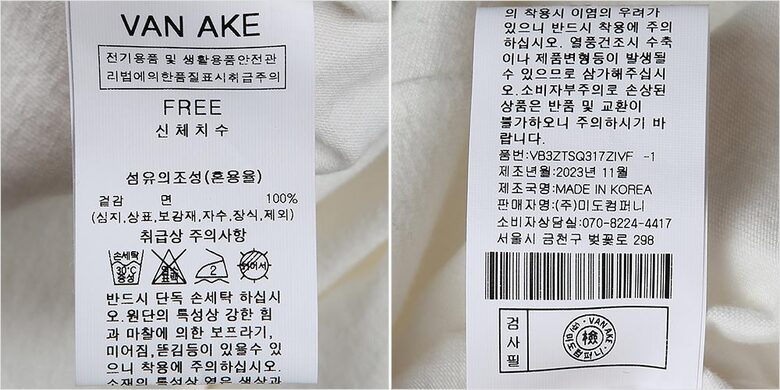 VAN AKE
전기용품 및 생활용품안전관
리법에의한품질표시취급주의
FREE
신체치수
섬유의조성(혼용율)
겉감 면 100%
(심지,상표,보강재,자수,장식,제외)
취급상 주의사항
손세탁
30℃
중성
2
드라이
반드시 단독 손세탁 하십시
오.원단의 특성상 강한 힘
과 마찰에 의한 보프라기,
미어짐,뜯김등이 있을수 있
으니 주의하시기
의 착용시 이염의 우려가
있으니 반드시 착용에 주의
하십시오. 열풍건조시 수축
이나 제품변형등이 발생될
수 있으므로 삼가해주십시
오.소비자부주의로 손상된
상품은 반품 및 교환이
불가하오니 주의하시기 바
랍니다.
품번:VB3ZTSQ317ZIVF -1
제조년월:2023년 11월
제조국명:MADE IN KOREA
판매자명:(주)미도컴퍼니
소비자상담실:070-8224-4417
서울시 금천구 벚꽃로 298
검사필
VAN AKE
檢
(주)미도컴퍼니